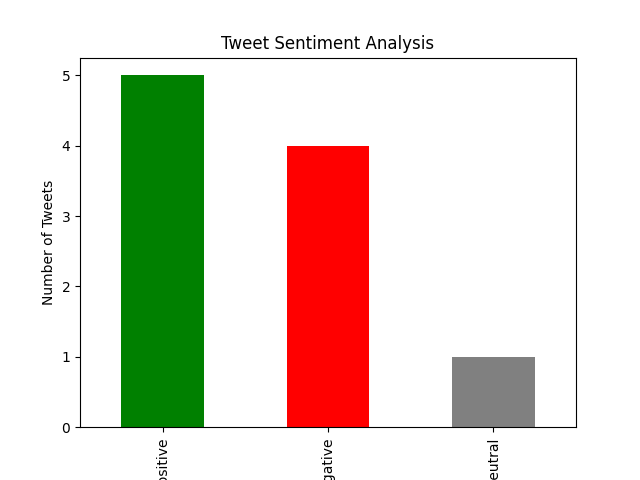 Tweet Sentiment Analysis
Number of Tweets
5
4
3
2
1
0
ositive
gative
eutral